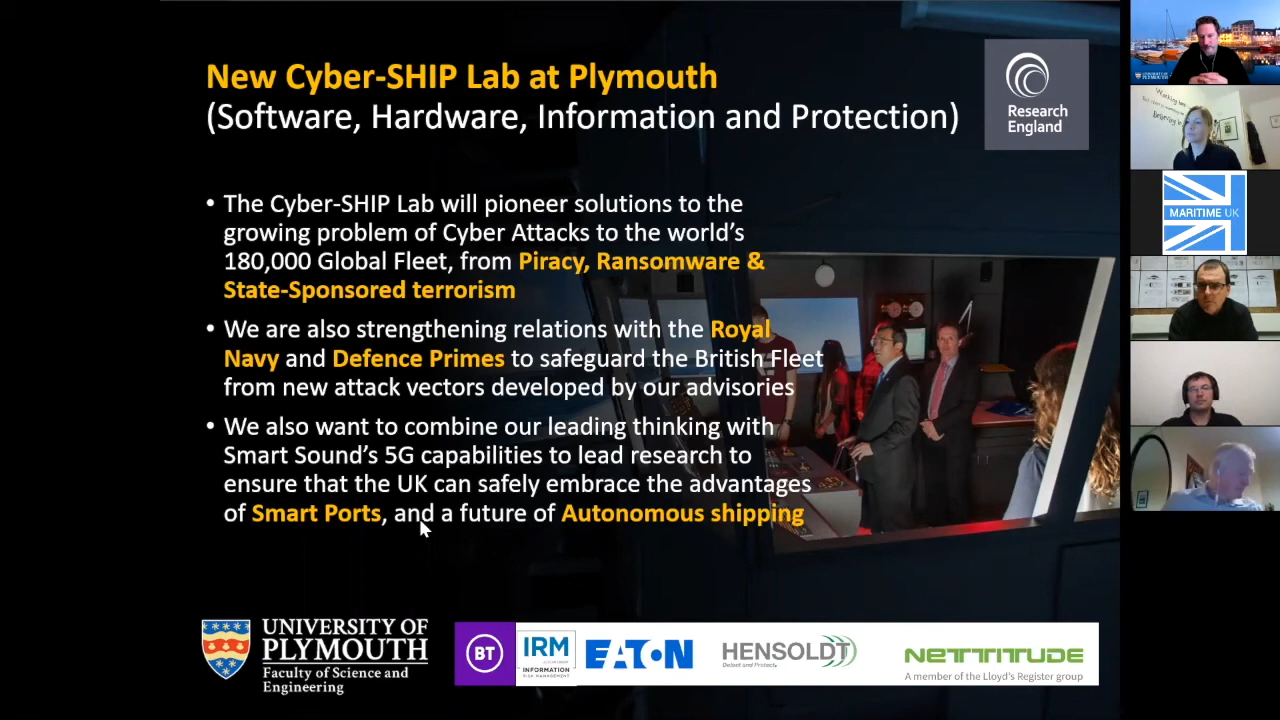 New Cyber-SHIP Lab at Plymouth
(Software, Hardware, Information and Protection)
Research
England
• The Cyber-SHIP Lab will pioneer solutions to the
growing problem of Cyber Attacks to the world's
180,000 Global Fleet, from Piracy, Ransomware &
State-Sponsored terrorism
• We are also strengthening relations with the Royal
Navy and Defence Primes to safeguard the British Fleet
from new attack vectors developed by our advisories
• We also want to combine our leading thinking with
Smart Sound's 5G capabilities to lead research to
ensure that the UK can safely embrace the advantages
of Smart Ports, and a future of Autonomous shipping
UNIVERSITY OF
PLYMOUTH
Faculty of Science and
Engineering
BT
IRM
INFORMATION
RISK MANAGEMENT
EATON
HENSOLDT
Detect and Protect.
NETTITUDE
A member of the Lloyd's Register group
UNIVERSITY OF
PLYMOUTH
MARITIME UK